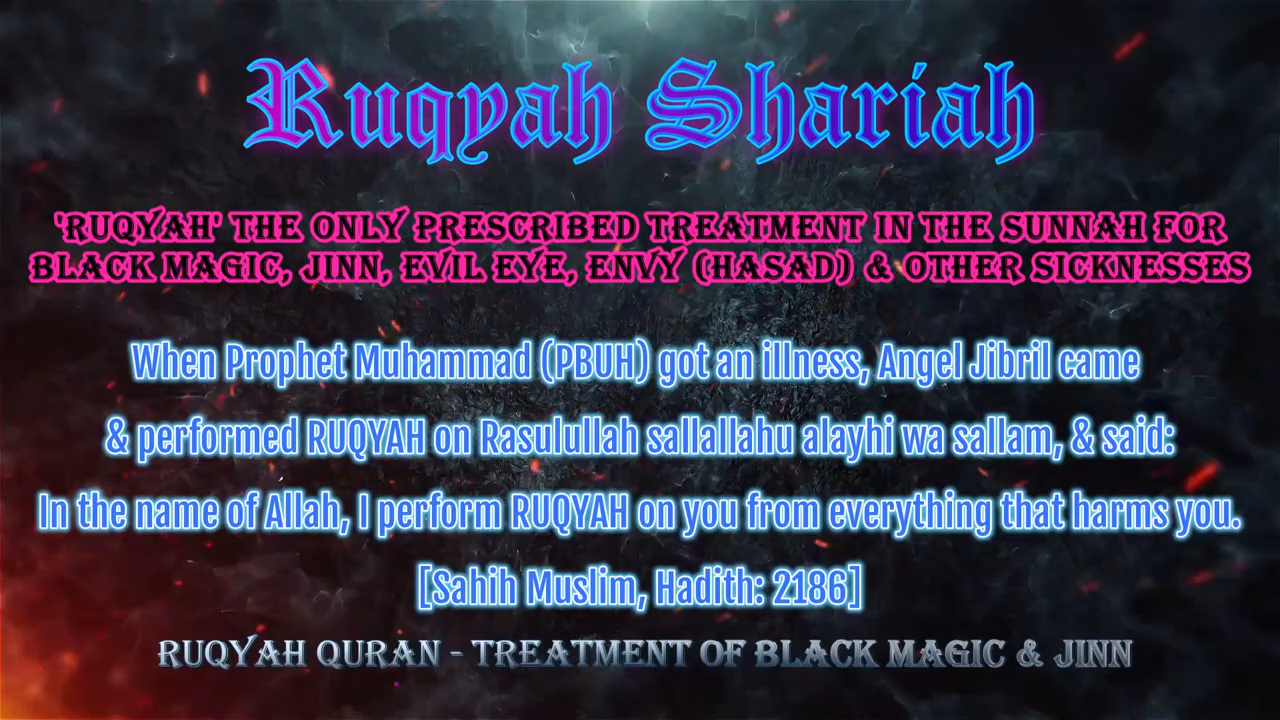 Ruqyah Shariah
'RUQYAH' THE ONLY PRESCRIBED TREATMENT IN THE SUNNAH FOR
BLACK MAGIC, JINN, EVIL EYE, ENVY (HASAD) & OTHER SICKNESSES
When Prophet Muhammad (PBUH) got an illness, Angel Jibril came
& performed RUQYAH on Rasulullah sallallahu alayhi wa sallam, & said:
In the name of Allah, I perform RUQYAH on you from everything that harms you.
[Sahih Muslim, Hadith: 2186]
RUQYAH QURAN - TREATMENT OF BLACK MAGIC & JINN